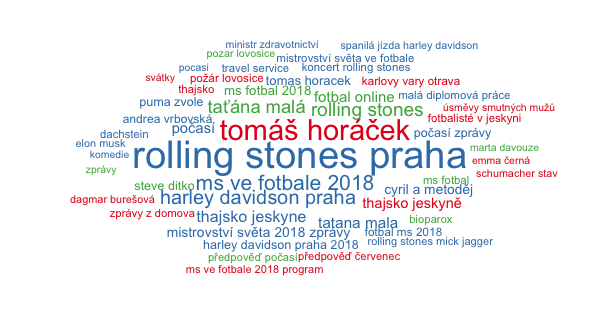 ministr zdravotnictví
spanilá jízda harley davidson
pozar lovosice
mistrovství světa ve fotbale
pocasi
travel service
koncert rolling stones
svátky
požár lovosice
tomas horacek
karlovy vary otrava
thajsko
ms fotbal 2018
fotbal online
malá diplomová práce
puma zvole
taťána malá
rolling stones
úsměvy smutných mužů
andrea vrbovská
počasí
tomáš horáček
fotbalisté v jeskyni
dachstein
počasí zprávy
elon musk
rolling stones praha
marta davouze
komedie
emma černá
zprávy
steve ditko
ms ve fotbale 2018
ms fotbal
schumacher stav
dagmar burešová
harley davidson praha
cyril a metoděj
thajsko jeskyně
zprávy z domova
thajsko jeskyne
tatana mala
bioparox
mistrovství světa 2018 zprávy
fotbal ms 2018
harley davidson praha 2018
rolling stones mick jagger
předpověď počasí
předpověď červenec
ms ve fotbale 2018 program